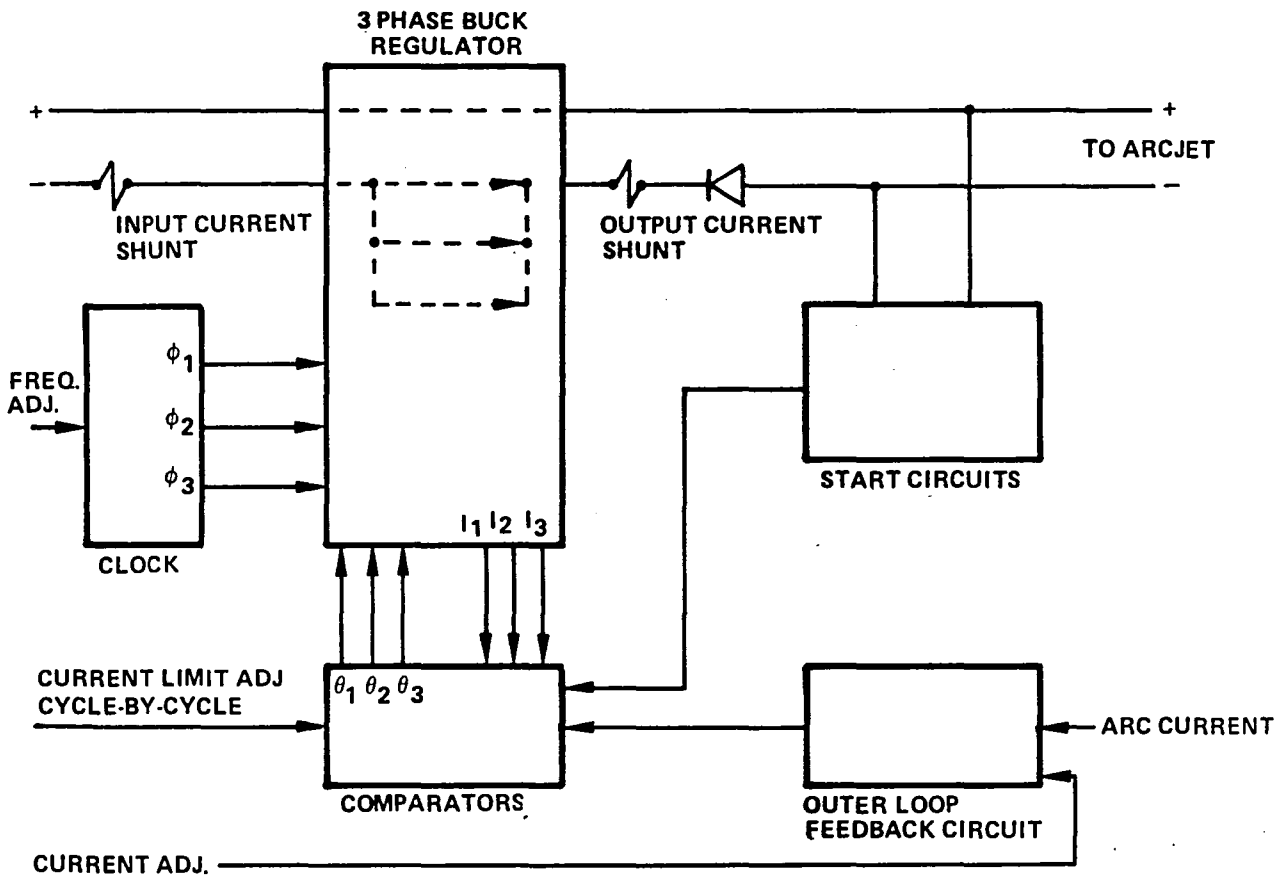 3 PHASE BUCK
REGULATOR
+
+
TO ARCJET
−
−
INPUT CURRENT
SHUNT
OUTPUT CURRENT
SHUNT
FREQ.
ADJ.
ϕ1
ϕ2
ϕ3
CLOCK
I1 I2 I3
START CIRCUITS
CURRENT LIMIT ADJ
CYCLE-BY-CYCLE
θ1 θ2 θ3
COMPARATORS
ARC CURRENT
OUTER LOOP
FEEDBACK CIRCUIT
CURRENT ADJ.